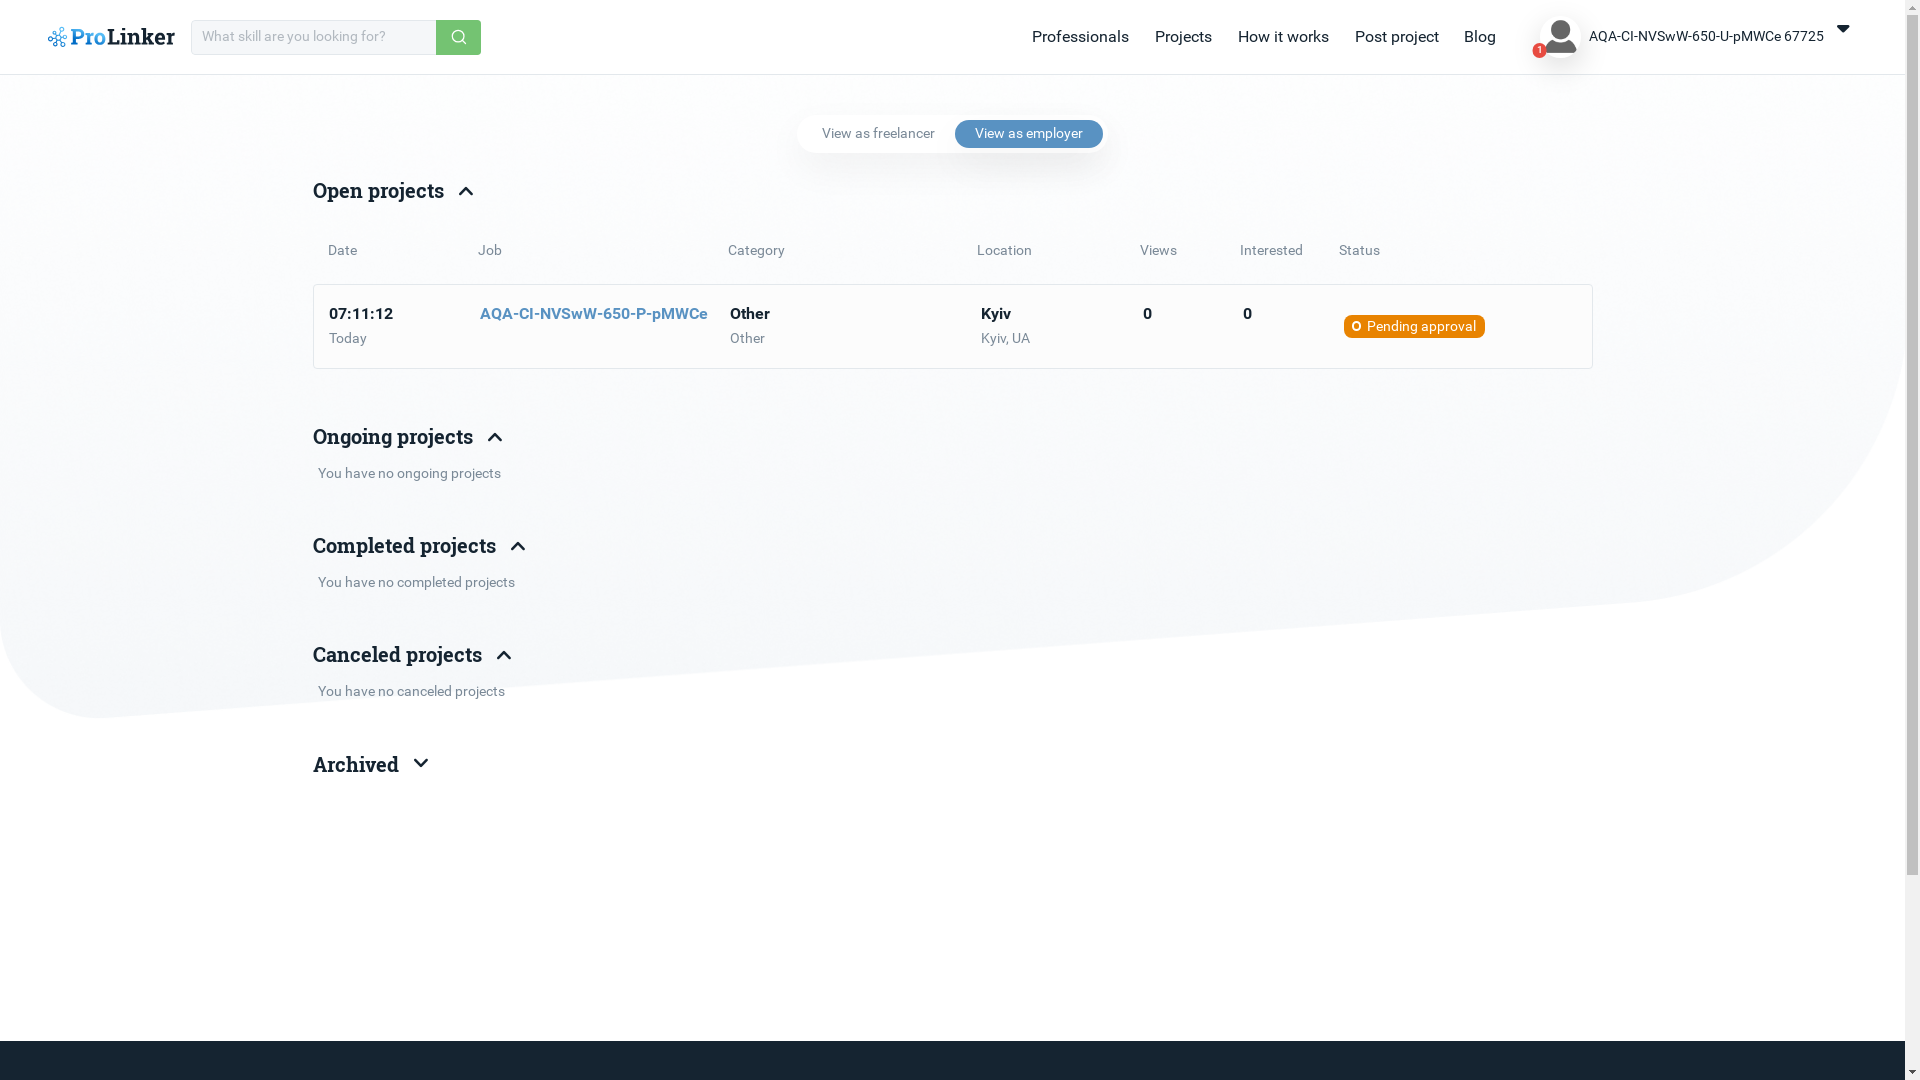 ProLinker
What skill are you looking for?
Professionals
Projects
How it works
Post project
Blog
1
AQA-CI-NVSwW-650-U-pMWCe 67725
View as freelancer
View as employer
Open projects
Date
Job
Category
Location
Views
Interested
Status
07:11:12
Today
AQA-CI-NVSwW-650-P-pMWCe
Other
Other
Kyiv
Kyiv, UA
0
0
Pending approval
Ongoing projects
You have no ongoing projects
Completed projects
You have no completed projects
Canceled projects
You have no canceled projects
Archived